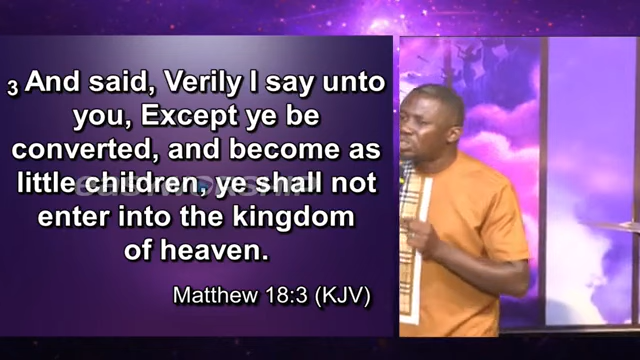 3 And said, Verily I say unto
you, Except ye be
converted, and become as
little children, ye shall not
enter into the kingdom
of heaven.
Matthew 18:3 (KJV)